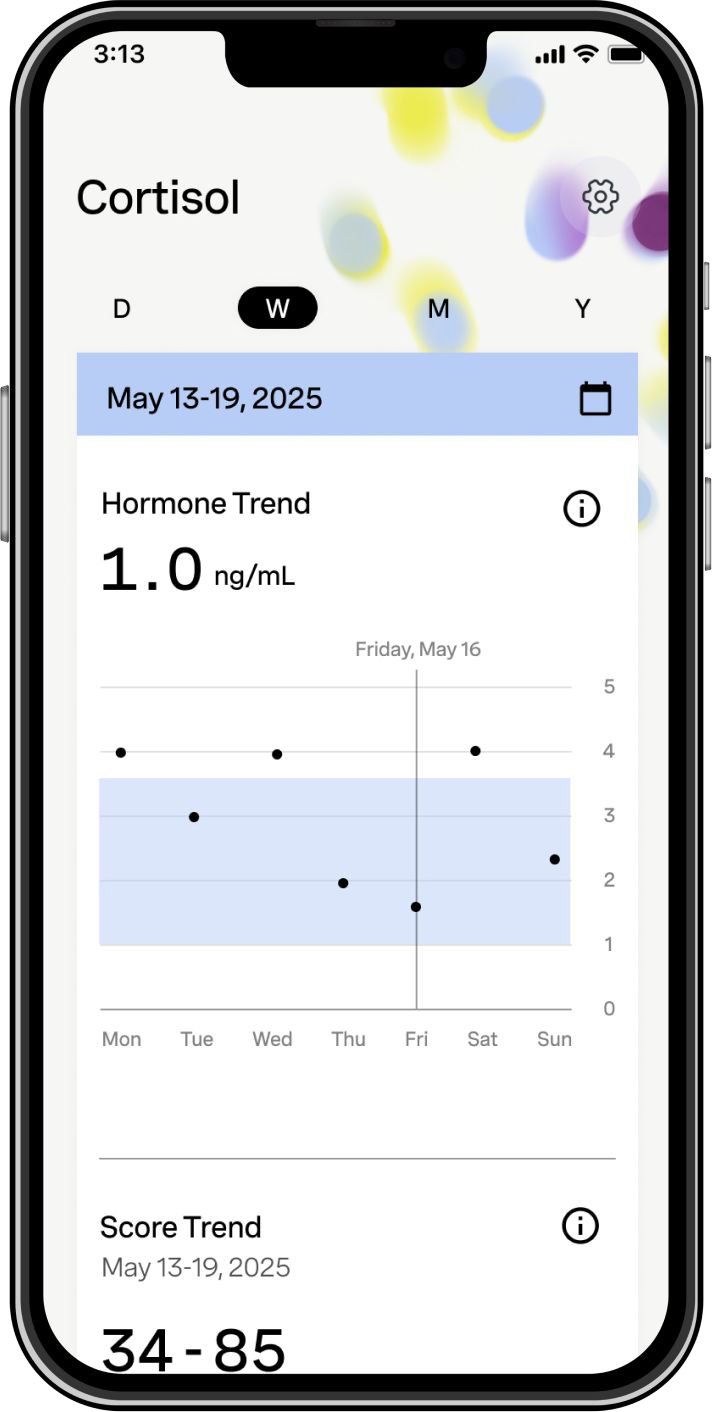 3:13
Cortisol
D W M Y
May 13-19, 2025
Hormone Trend
1.0 ng/mL
Friday, May 16
5
4
3
2
1
0
Mon Tue Wed Thu Fri Sat Sun
Score Trend
May 13-19, 2025
34-85